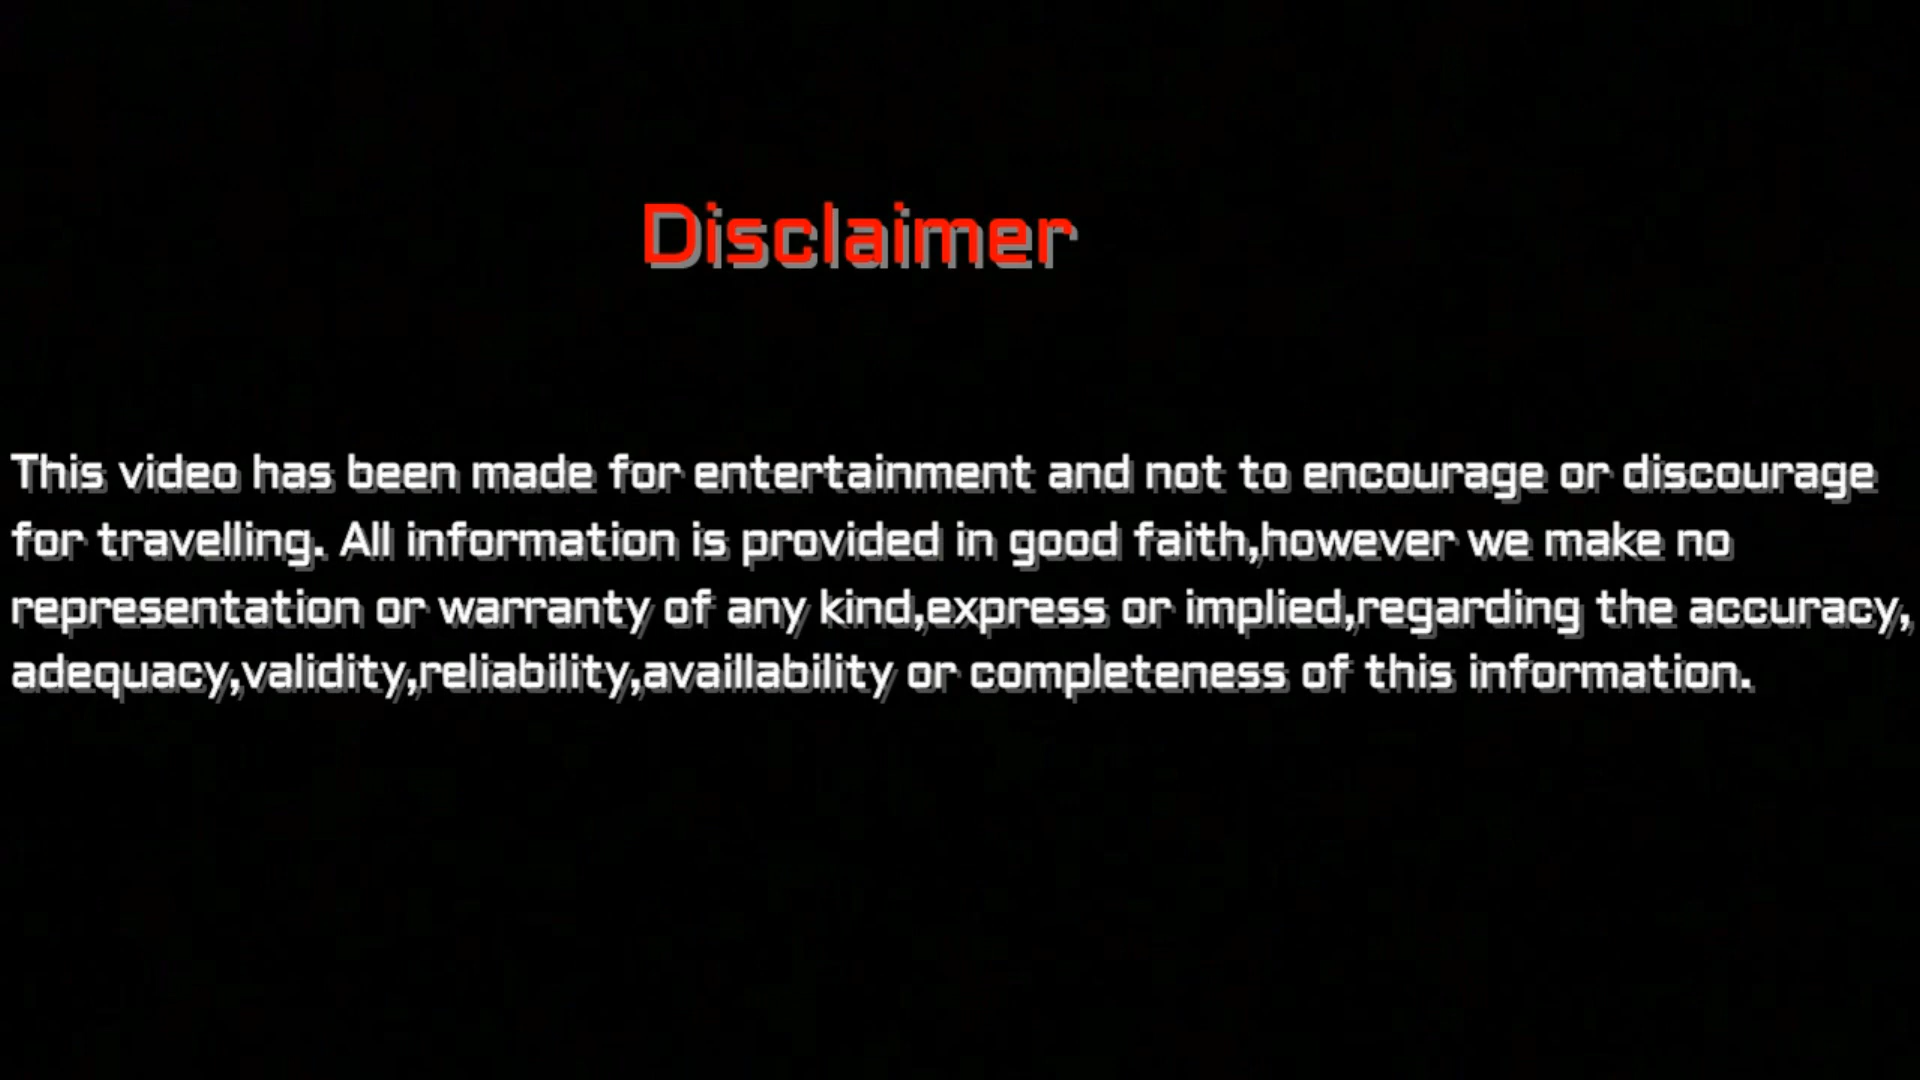 Disclaimer
This video has been made for entertainment and not to encourage or discourage
for travelling. All information is provided in good faith,however we make no
representation or warranty of any kind,express or implied,regarding the accuracy,
adequacy,validity,reliability,availlability or completeness of this information.